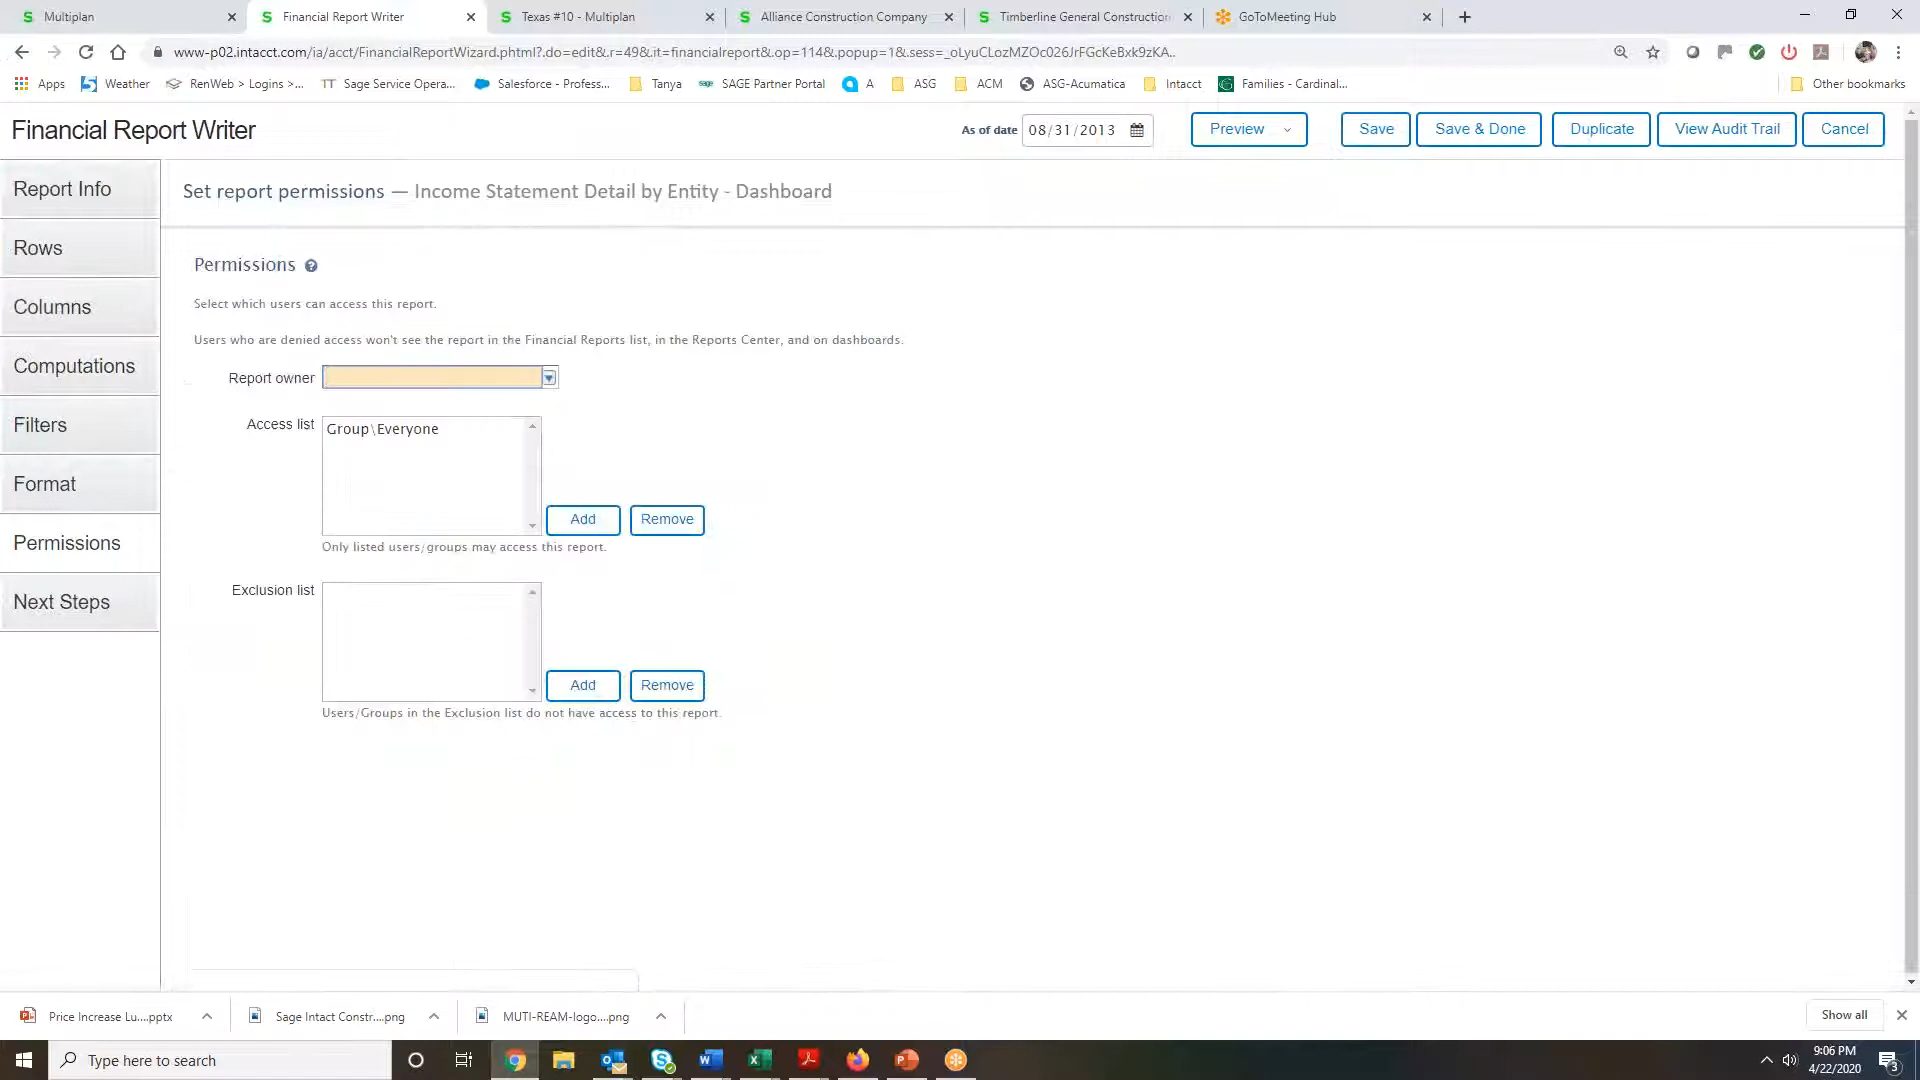 Multiplan
Financial Report Writer
Texas #10 - Multiplan
Alliance Construction Company
Timberline General Construction
GoToMeeting Hub
www-p02.intacct.com/ia/acct/FinancialReportWizard.phtml?.do=edit&.r=49&.it=financialreport&.op=114&.popup=1&.sess=_oLyuCLozMZOc026JrFGcKeBxk9zKA..
Apps
Weather
RenWeb > Logins >...
TT Sage Service Opera...
Salesforce - Profess...
Tanya
SAGE Partner Portal
A
ASG
ACM
ASG-Acumatica
Intacct
Families - Cardinal...
Other bookmarks
Financial Report Writer
As of date 08/31/2013
Preview
Save
Save & Done
Duplicate
View Audit Trail
Cancel
Report Info
Rows
Columns
Computations
Filters
Format
Permissions
Next Steps
Set report permissions — Income Statement Detail by Entity - Dashboard
Permissions
Select which users can access this report.
Users who are denied access won't see the report in the Financial Reports list, in the Reports Center, and on dashboards.
Report owner
Access list
Group\Everyone
Add
Remove
Only listed users/groups may access this report.
Exclusion list
Add
Remove
Users/Groups in the Exclusion list do not have access to this report.
Price Increase Lu....pptx
Sage Intact Constr....png
MUTI-REAM-logo....png
Show all
Type here to search
9:06 PM
4/22/2020
3